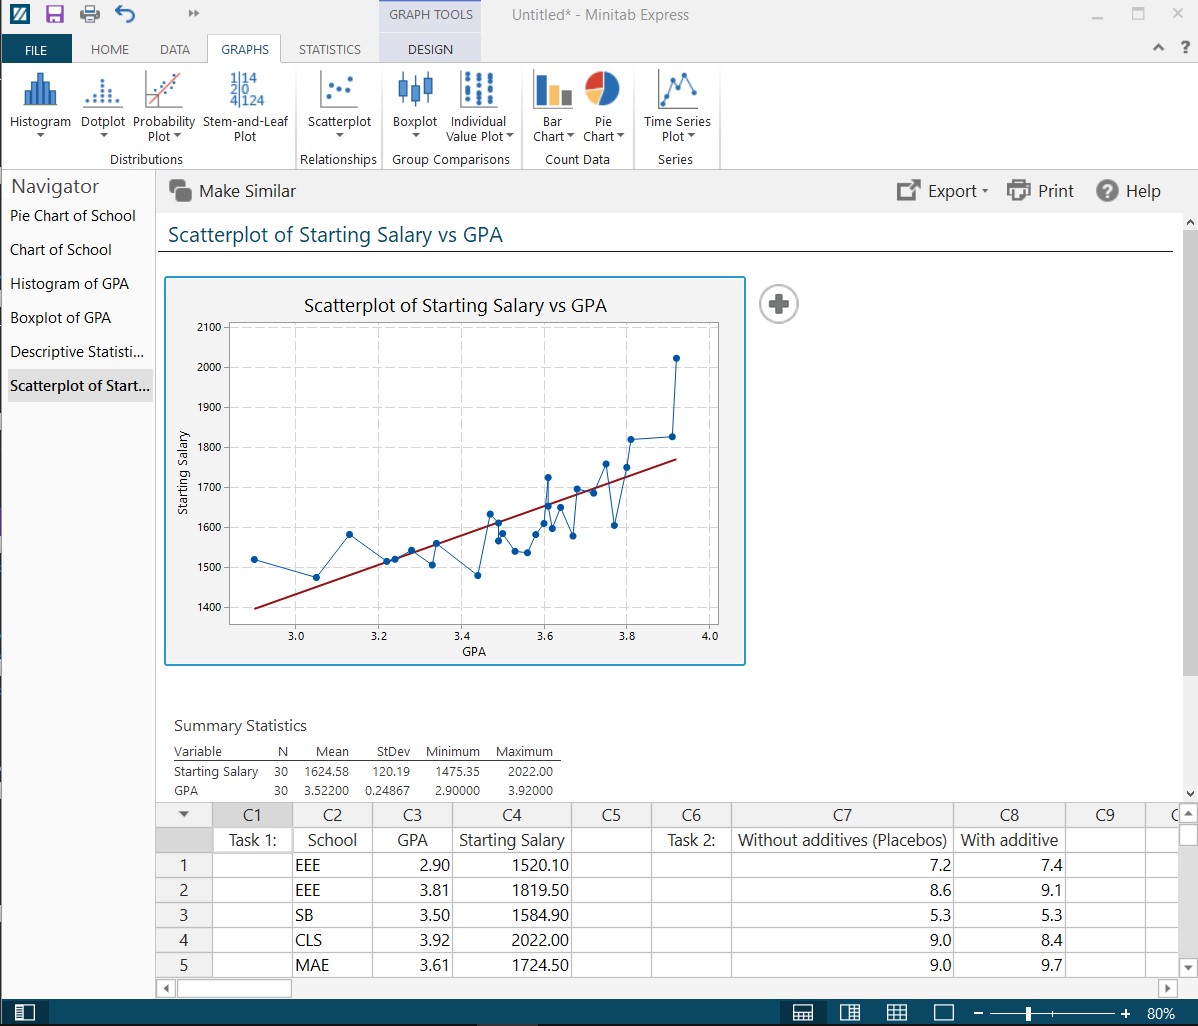 GRAPH TOOLS Untitled* - Minitab Express
FILE HOME DATA GRAPHS STATISTICS DESIGN ?
Histogram Dotplot Probability Plot Stem-and-Leaf Plot Scatterplot Boxplot Individual Value Plot Bar Chart Pie Chart Time Series Plot
Distributions Relationships Group Comparisons Count Data Series
Navigator
Pie Chart of School
Chart of School
Histogram of GPA
Boxplot of GPA
Descriptive Statisti...
Scatterplot of Start...
Make Similar Export Print Help
Scatterplot of Starting Salary vs GPA
Scatterplot of Starting Salary vs GPA
2100
2000
1900
1800
1700
1600
1500
1400
Starting Salary
3.0 3.2 3.4 3.6 3.8 4.0
GPA
Summary Statistics
Variable N Mean StDev Minimum Maximum
Starting Salary 30 1624.58 120.19 1475.35 2022.00
GPA 30 3.52200 0.24867 2.90000 3.92000
C1 C2 C3 C4 C5 C6 C7 C8 C9
Task 1: School GPA Starting Salary Task 2: Without additives (Placebos) With additive
1 EEE 2.90 1520.10 7.2 7.4
2 EEE 3.81 1819.50 8.6 9.1
3 SB 3.50 1584.90 5.3 5.3
4 CLS 3.92 2022.00 9.0 8.4
5 MAE 3.61 1724.50 9.0 9.7
80%